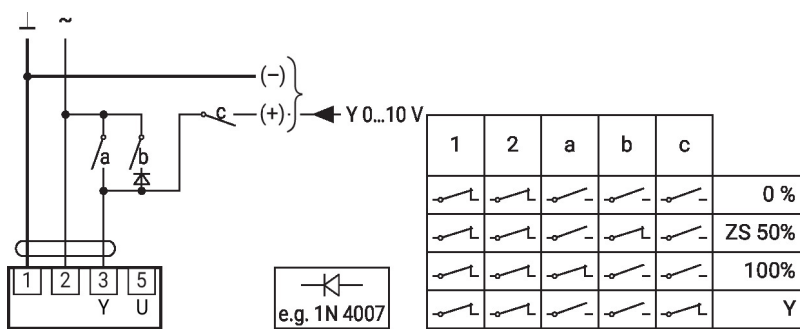 ⊥ ~
(–)
c (+) Y 0...10 V
a b
1 2 3 5
Y U
e.g. 1N 4007
1 2 a b c
0 %
ZS 50%
100%
Y